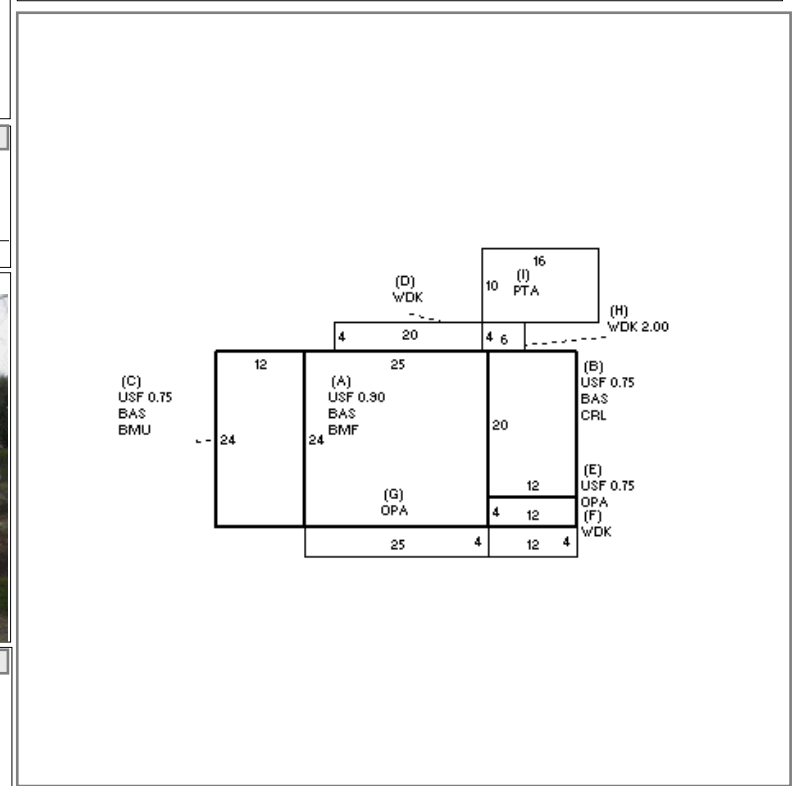 16
(I)
10
PTA
(D)
WDK
(H)
WDK 2.00
4
20
4
6
12
25
(C)
USF 0.75
BAS
BMU
(A)
USF 0.90
BAS
BMF
(B)
USF 0.75
BAS
CRL
24
24
20
(E)
USF 0.75
OPA
12
(G)
OPA
4
12
(F)
WDK
25
4
12
4